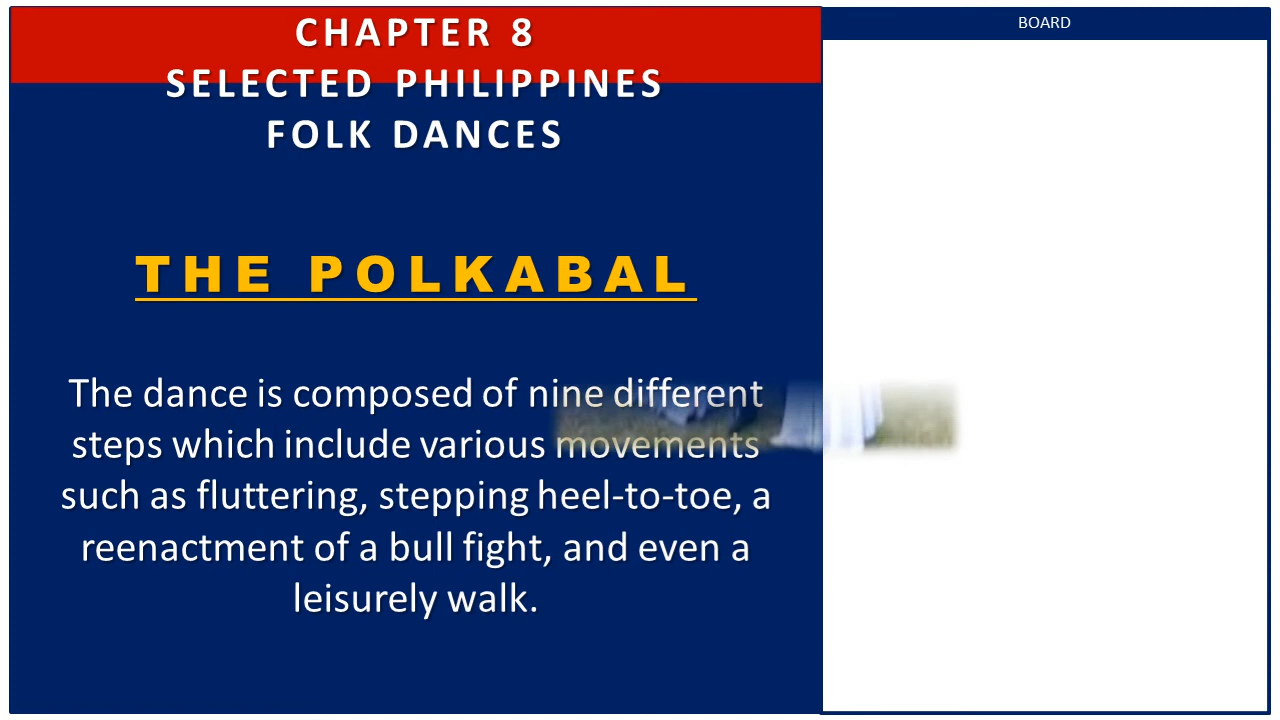 CHAPTER 8
SELECTED PHILIPPINES
FOLK DANCES
THE POLKABAL
The dance is composed of nine different
steps which include various movements
such as fluttering, stepping heel-to-toe, a
reenactment of a bull fight, and even a
leisurely walk.
BOARD